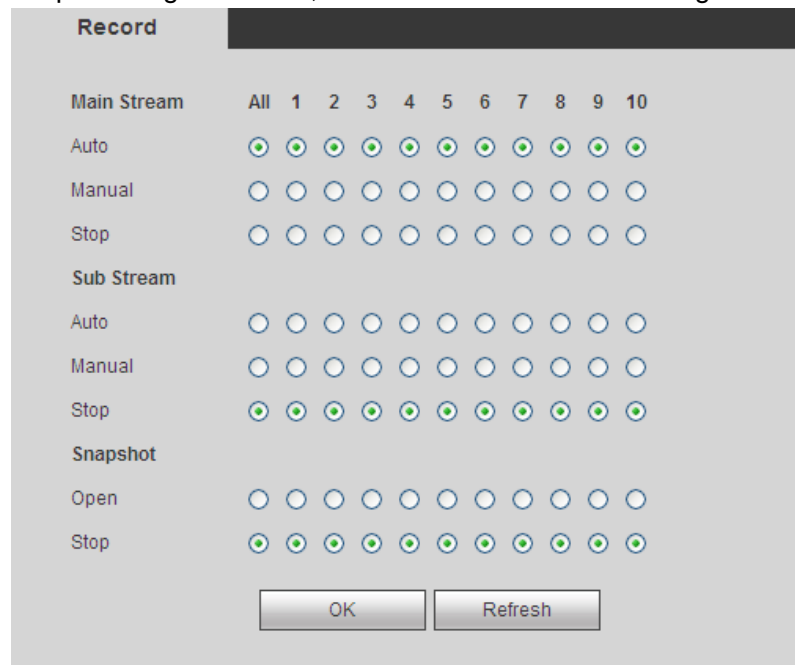 Record
Main Stream All 1 2 3 4 5 6 7 8 9 10
Auto
Manual
Stop
Sub Stream
Auto
Manual
Stop
Snapshot
Open
Stop
OK Refresh